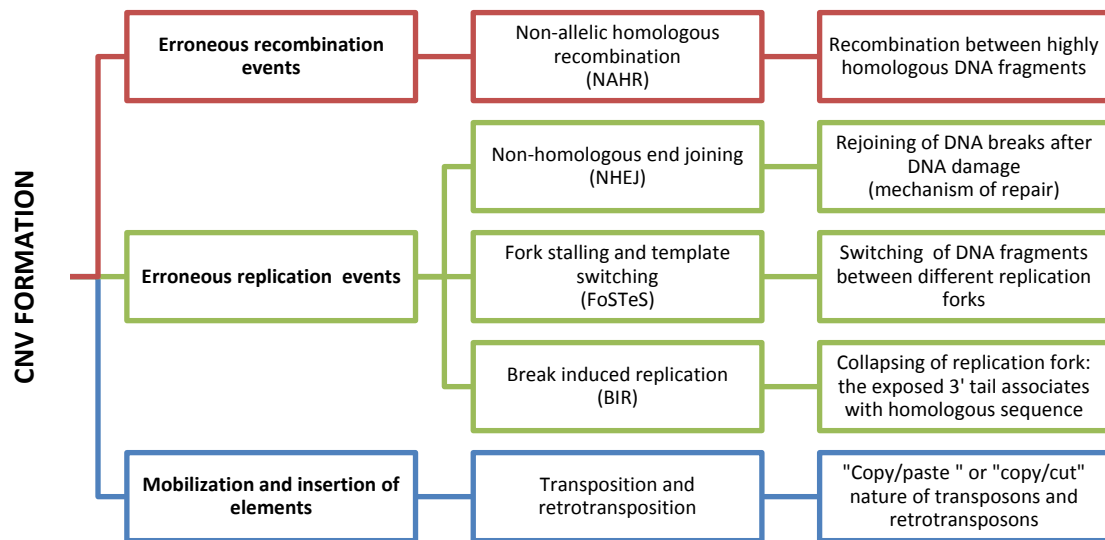 CNV FORMATION
Erroneous recombination
events
Non-allelic homologous
recombination
(NAHR)
Recombination between highly
homologous DNA fragments
Erroneous replication events
Non-homologous end joining
(NHEJ)
Rejoining of DNA breaks after
DNA damage
(mechanism of repair)
Fork stalling and template
switching
(FoSTeS)
Switching of DNA fragments
between different replication
forks
Break induced replication
(BIR)
Collapsing of replication fork:
the exposed 3' tail associates
with homologous sequence
Mobilization and insertion of
elements
Transposition and
retrotransposition
"Copy/paste " or "copy/cut"
nature of transposons and
retrotransposons